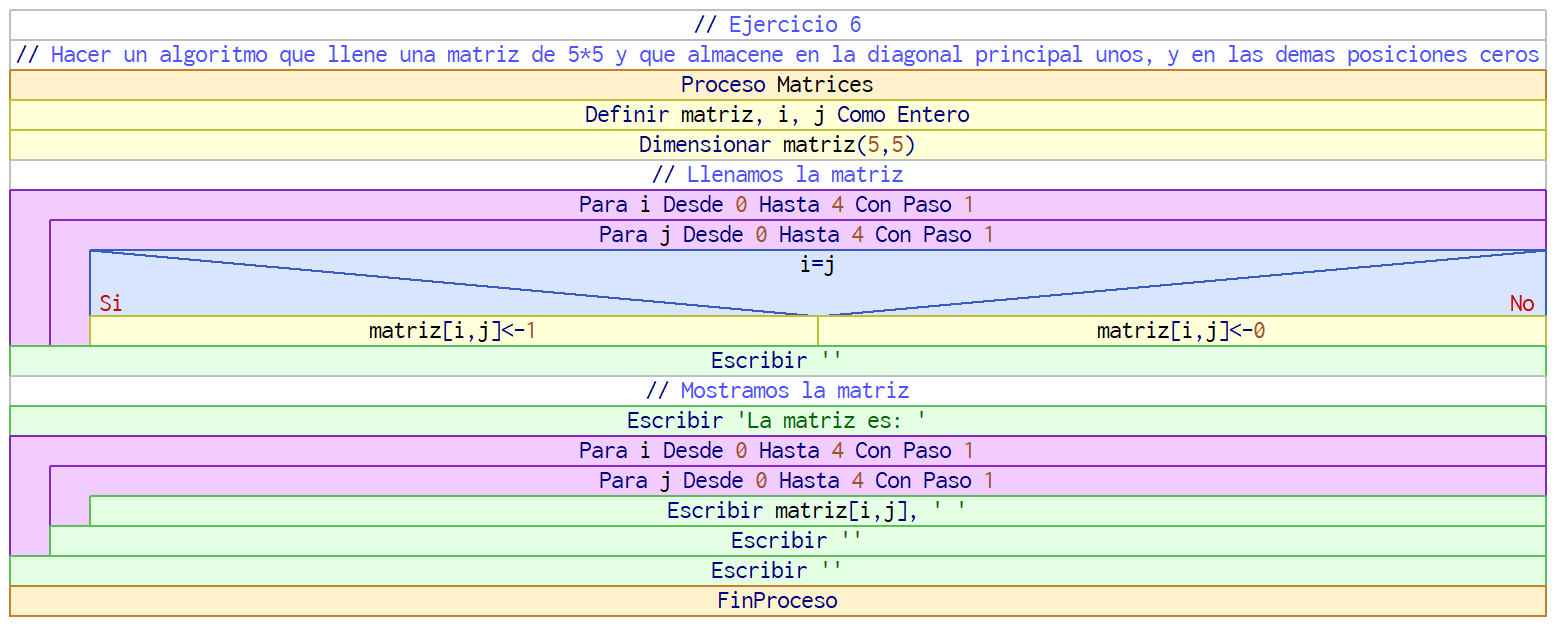 // Ejercicio 6
// Hacer un algoritmo que llene una matriz de 5*5 y que almacene en la diagonal principal unos, y en las demas posiciones ceros
Proceso Matrices
Definir matriz, i, j Como Entero
Dimensionar matriz(5,5)
// Llenamos la matriz
Para i Desde 0 Hasta 4 Con Paso 1
Para j Desde 0 Hasta 4 Con Paso 1
i=j
Si No
matriz[i,j]<-1 matriz[i,j]<-0
Escribir ''
// Mostramos la matriz
Escribir 'La matriz es: '
Para i Desde 0 Hasta 4 Con Paso 1
Para j Desde 0 Hasta 4 Con Paso 1
Escribir matriz[i,j], ' '
Escribir ''
Escribir ''
FinProceso